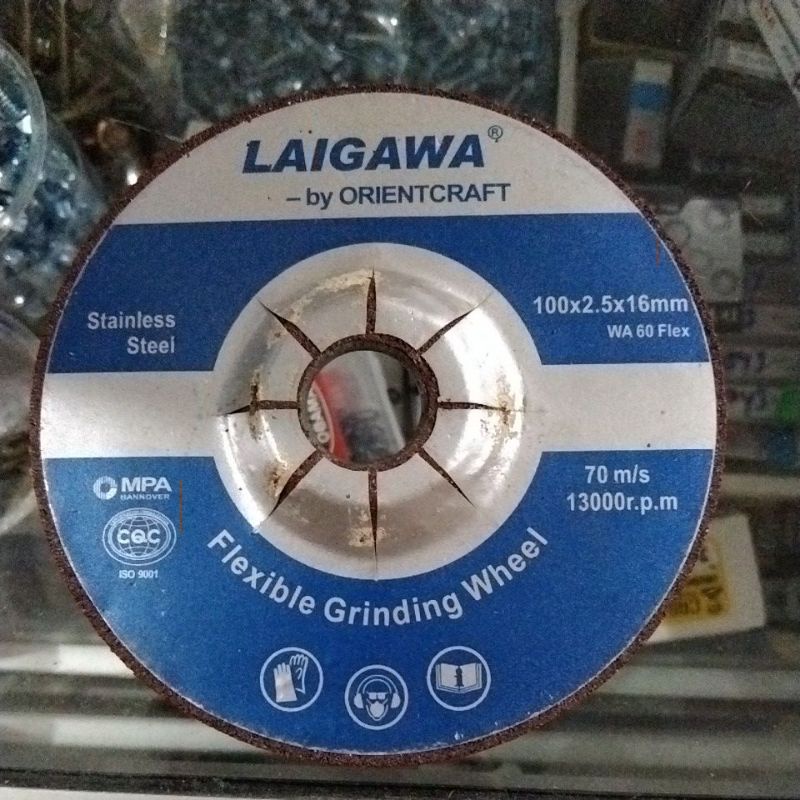 LAIGAWA®
– by ORIENTCRAFT
Stainless
Steel
100x2.5x16mm
WA 60 Flex
70 m/s
13000r.p.m
MPA
HANNOVER
CQC
ISO 9001
Flexible Grinding Wheel